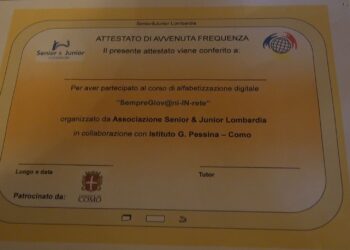 Senior&Junior Lombardia
ATTESTATO DI AVVENUTA FREQUENZA
Il presente attestato viene conferito a:
Senior & Junior
Per aver partecipato al corso di alfabetizzazione digitale
"SempreGiov@ni-IN-rete"
organizzato da Associazione Senior & Junior Lombardia
in collaborazione con Istituto G. Pessina – Como
Luogo e data
Tutor
Patrocinato da:
COMO